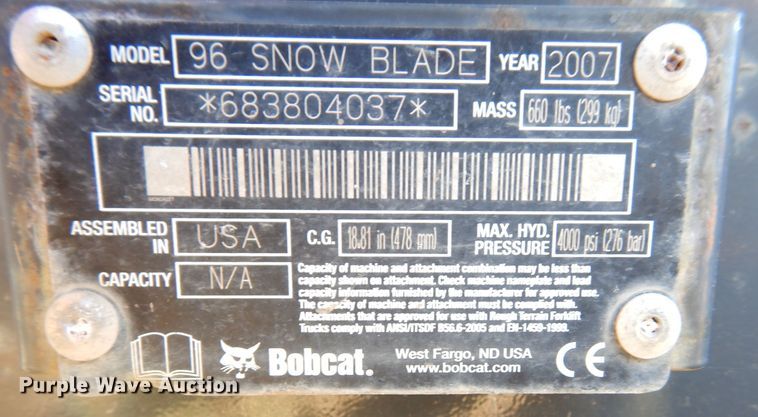 MODEL 96 SNOW BLADE YEAR 2007
SERIAL NO. *683804037* MASS 660 lbs (299 kg)
ASSEMBLED IN USA C.G. 18.81 in (478 mm) MAX. HYD. PRESSURE 4000 psi (276 bar)
CAPACITY N/A
Capacity of machine and attachment combination may be less than
capacity shown on attachment. Check machine nameplate and load
capacity information furnished by the manufacturer for approved use.
The capacity of machine and attachment must be complied with.
Attachments that are approved for use with Rough Terrain Forklift
Trucks comply with ANSI/ITSDF B56.6-2005 and EN-1459-1999.
Bobcat. West Fargo, ND USA CE
www.bobcat.com
Purple Wave Auction